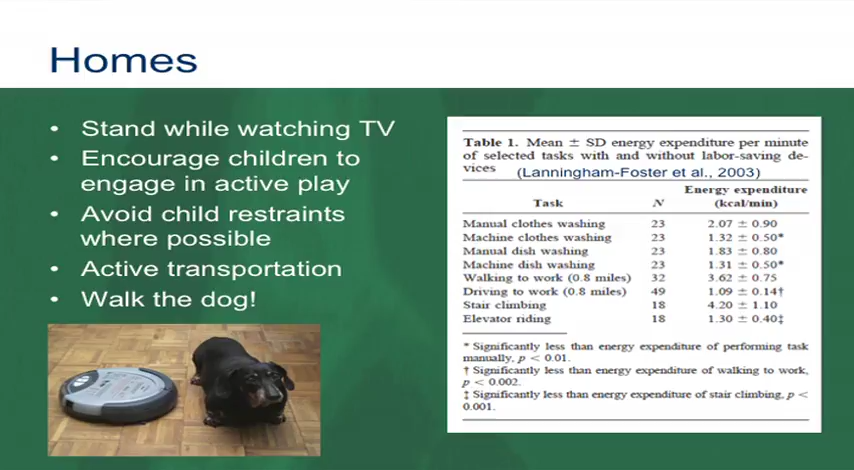 Homes
• Stand while watching TV
• Encourage children to
engage in active play
• Avoid child restraints
where possible
• Active transportation
• Walk the dog!
Table 1. Mean ± SD energy expenditure per minute
of selected tasks with and without labor-saving de-
vices (Lanningham-Foster et al., 2003)
Energy expenditure
Task N (kcal/min)
Manual clothes washing 23 2.07 ± 0.90
Machine clothes washing 23 1.32 ± 0.50*
Manual dish washing 23 1.83 ± 0.80
Machine dish washing 23 1.31 ± 0.50*
Walking to work (0.8 miles) 32 3.62 ± 0.75
Driving to work (0.8 miles) 49 1.09 ± 0.14†
Stair climbing 18 4.20 ± 1.10
Elevator riding 18 1.30 ± 0.40‡
* Significantly less than energy expenditure of performing task
manually, p < 0.01.
† Significantly less than energy expenditure of walking to work,
p < 0.002.
‡ Significantly less than energy expenditure of stair climbing, p <
0.001.